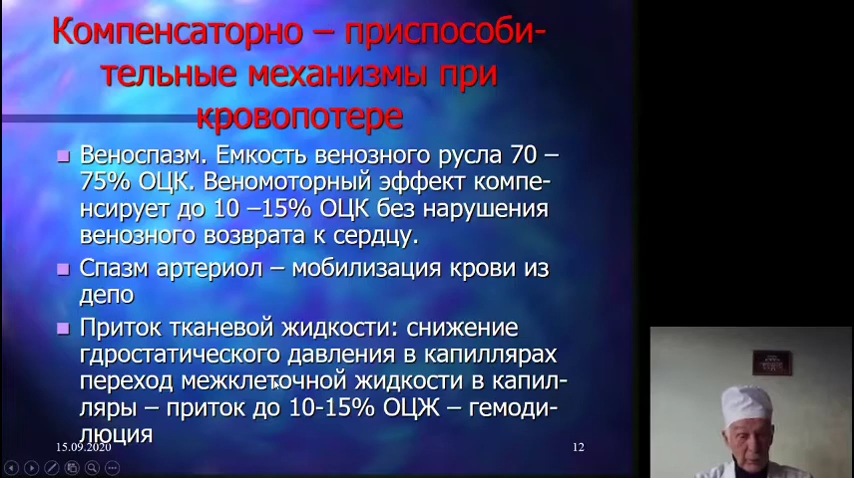 Компенсаторно – приспособи-
тельные механизмы при
кровопотере
Веноспазм. Емкость венозного русла 70 –
75% ОЦК. Веномоторный эффект компе-
нсирует до 10 –15% ОЦК без нарушения
венозного возврата к сердцу.
Спазм артериол – мобилизация крови из
депо
Приток тканевой жидкости: снижение
гдростатического давления в капиллярах
переход межклеточной жидкости в капил-
ляры – приток до 10-15% ОЦЖ – гемоди-
люция
15.09.2020
12